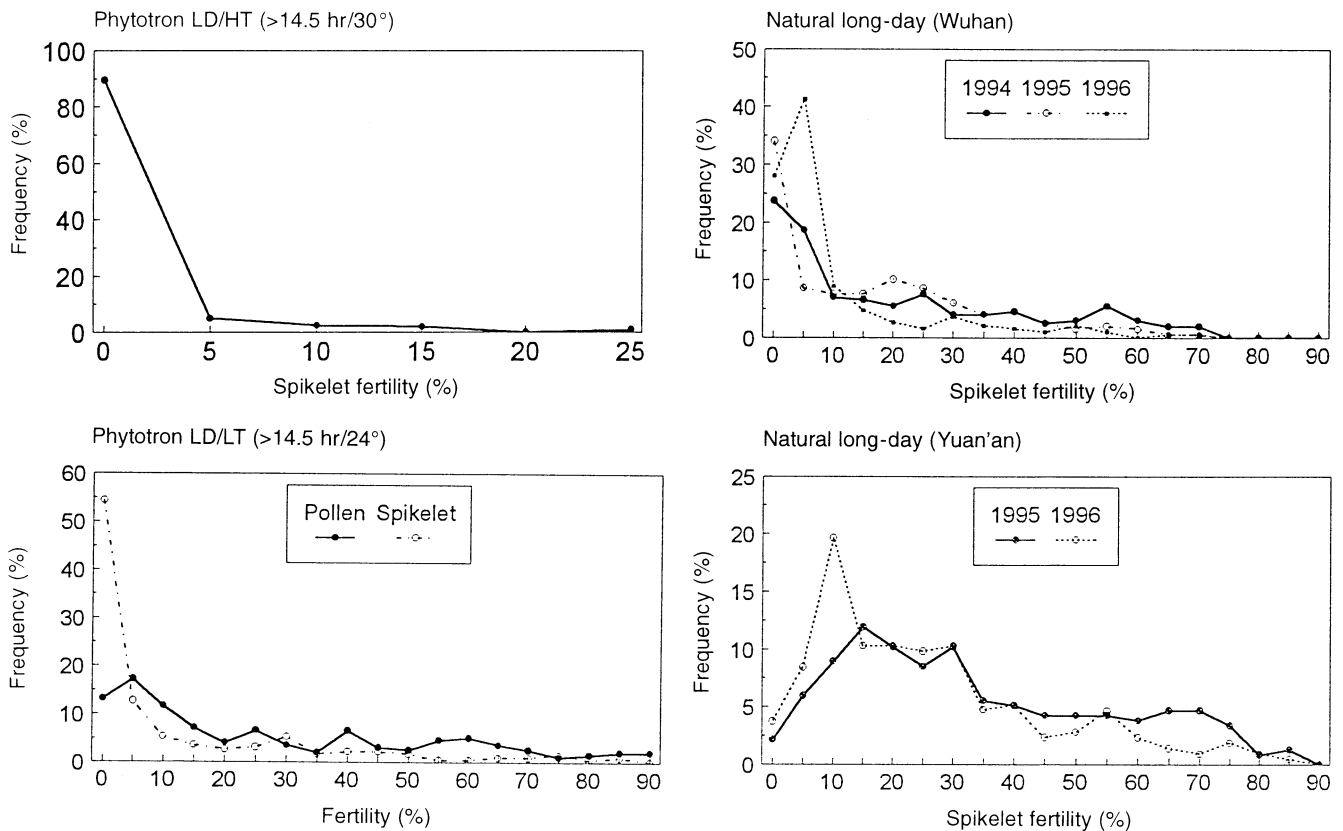 Phytotron LD/HT (>14.5 hr/30°)
100
80
60
40
20
0
Frequency (%)
0 5 10 15 20 25
Spikelet fertility (%)
Natural long-day (Wuhan)
50
40
30
20
10
0
Frequency (%)
1994 1995 1996
0 10 20 30 40 50 60 70 80 90
Spikelet fertility (%)
Phytotron LD/LT (>14.5 hr/24°)
60
50
40
30
20
10
0
Frequency (%)
Pollen Spikelet
0 10 20 30 40 50 60 70 80 90
Fertility (%)
Natural long-day (Yuan'an)
25
20
15
10
5
0
Frequency (%)
1995 1996
0 10 20 30 40 50 60 70 80 90
Spikelet fertility (%)